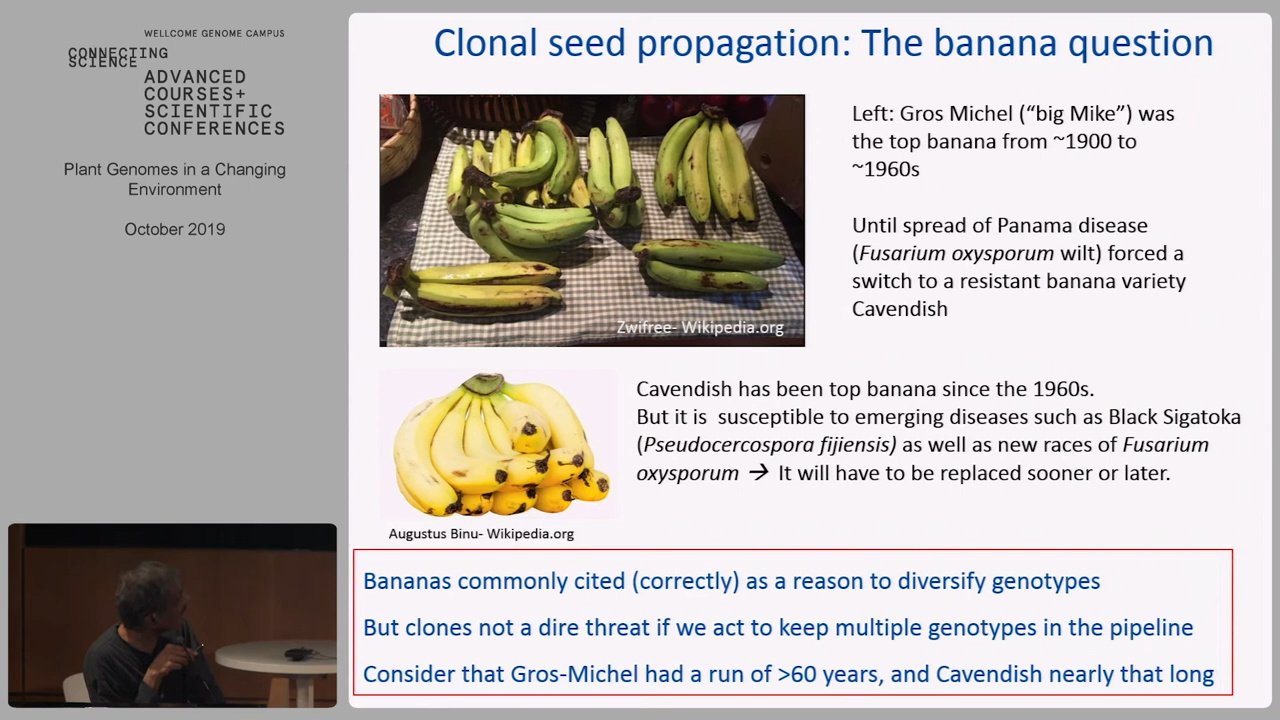 WELLCOME GENOME CAMPUS
CONNECTING
SCIENCE
ADVANCED
COURSES+
SCIENTIFIC
CONFERENCES
Plant Genomes in a Changing
Environment
October 2019
Clonal seed propagation: The banana question
Zwifree- Wikipedia.org
Left: Gros Michel (“big Mike”) was
the top banana from ~1900 to
~1960s
Until spread of Panama disease
(Fusarium oxysporum wilt) forced a
switch to a resistant banana variety
Cavendish
Augustus Binu- Wikipedia.org
Cavendish has been top banana since the 1960s.
But it is susceptible to emerging diseases such as Black Sigatoka
(Pseudocercospora fijiensis) as well as new races of Fusarium
oxysporum → It will have to be replaced sooner or later.
Bananas commonly cited (correctly) as a reason to diversify genotypes
But clones not a dire threat if we act to keep multiple genotypes in the pipeline
Consider that Gros-Michel had a run of >60 years, and Cavendish nearly that long